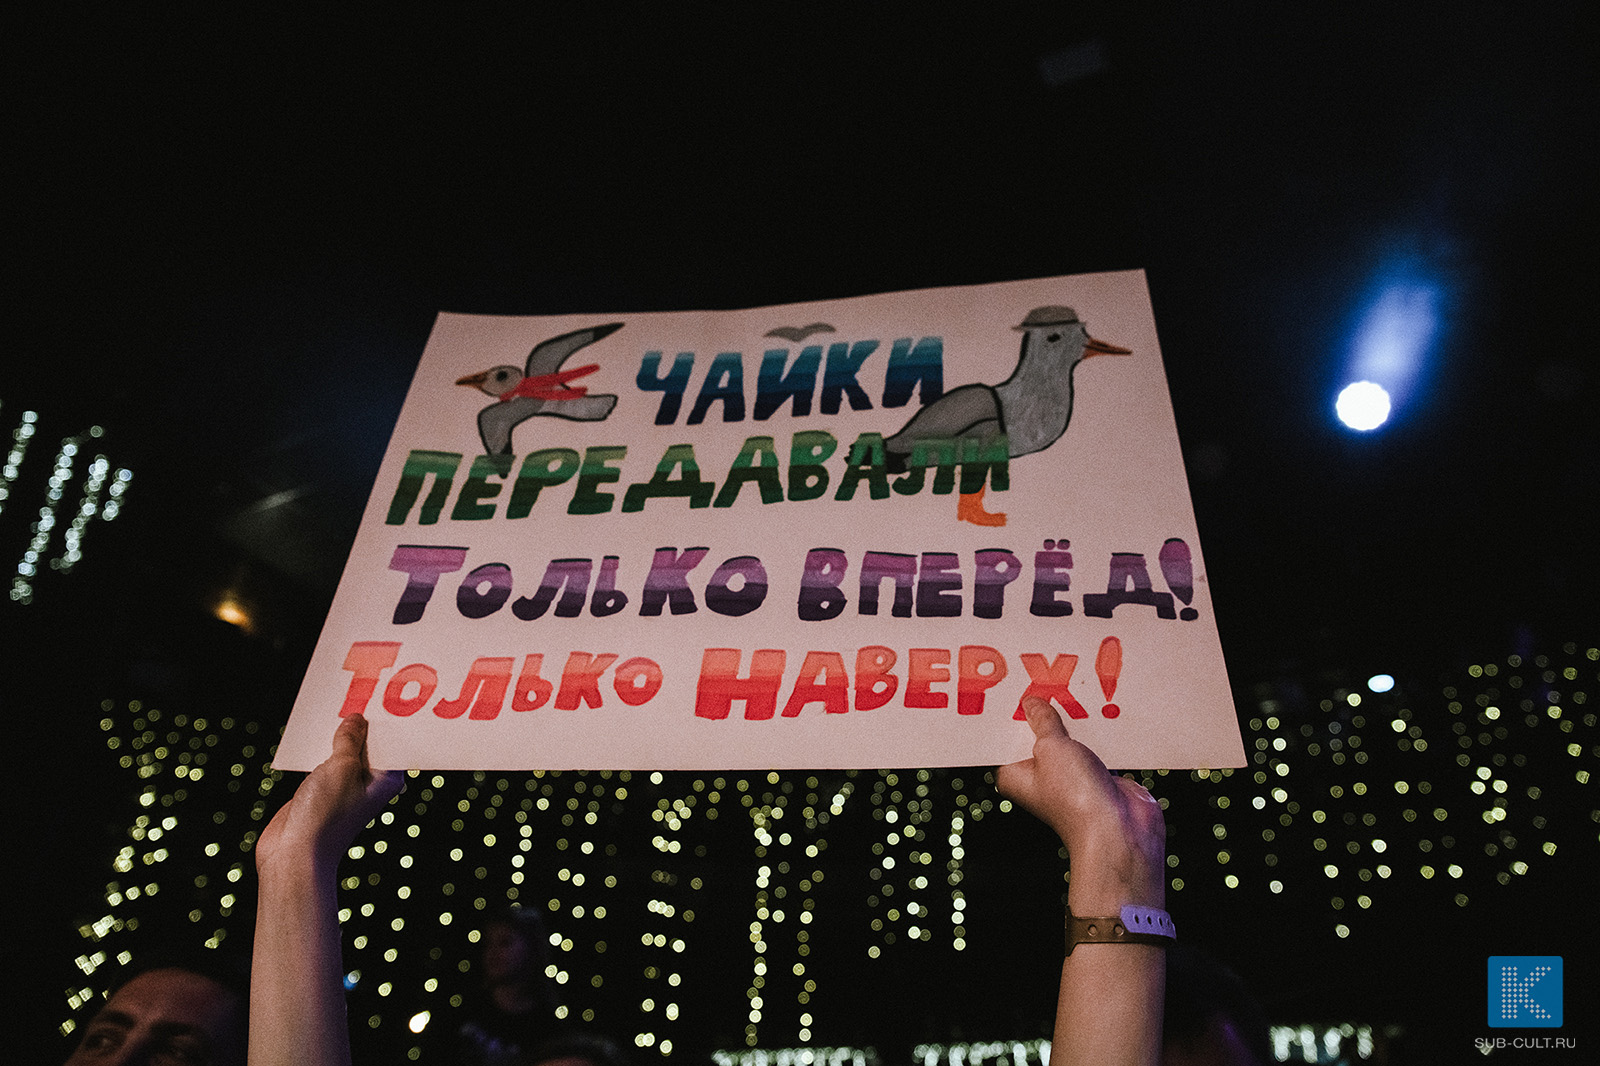 ЧАЙКИ
ПЕРЕДАВАЛИ
ТОЛЬКО ВПЕРЁД!
ТОЛЬКО НАВЕРХ!
K
SUB-CULT.RU